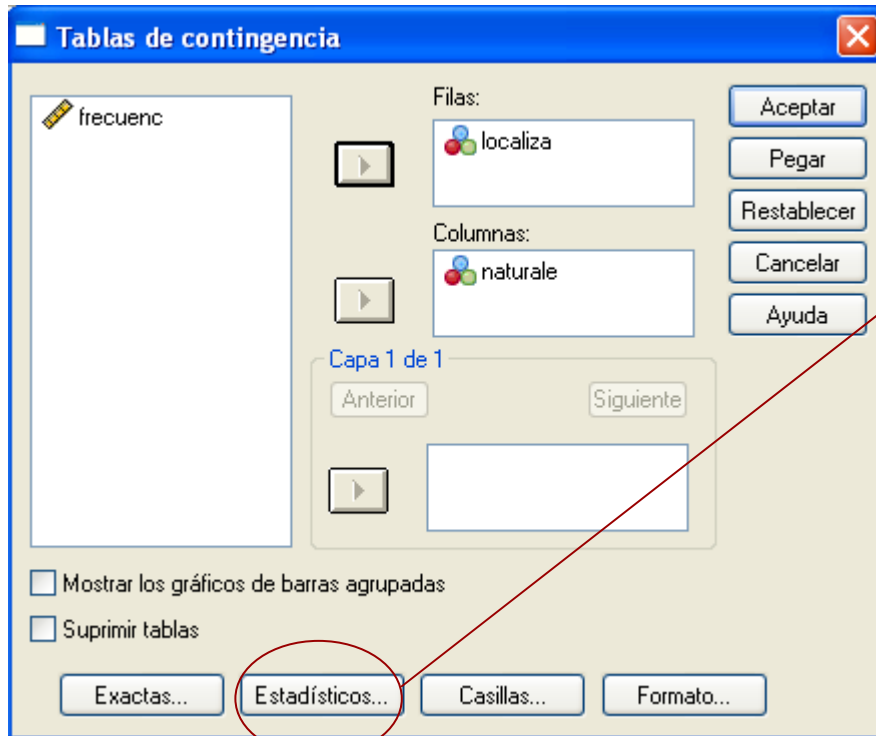 Tablas de contingencia
frecuenc
Filas:
localiza
Columnas:
naturale
Capa 1 de 1
Anterior
Siguiente
Aceptar
Pegar
Restablecer
Cancelar
Ayuda
Mostrar los gráficos de barras agrupadas
Suprimir tablas
Exactas...
Estadísticos...
Casillas...
Formato...